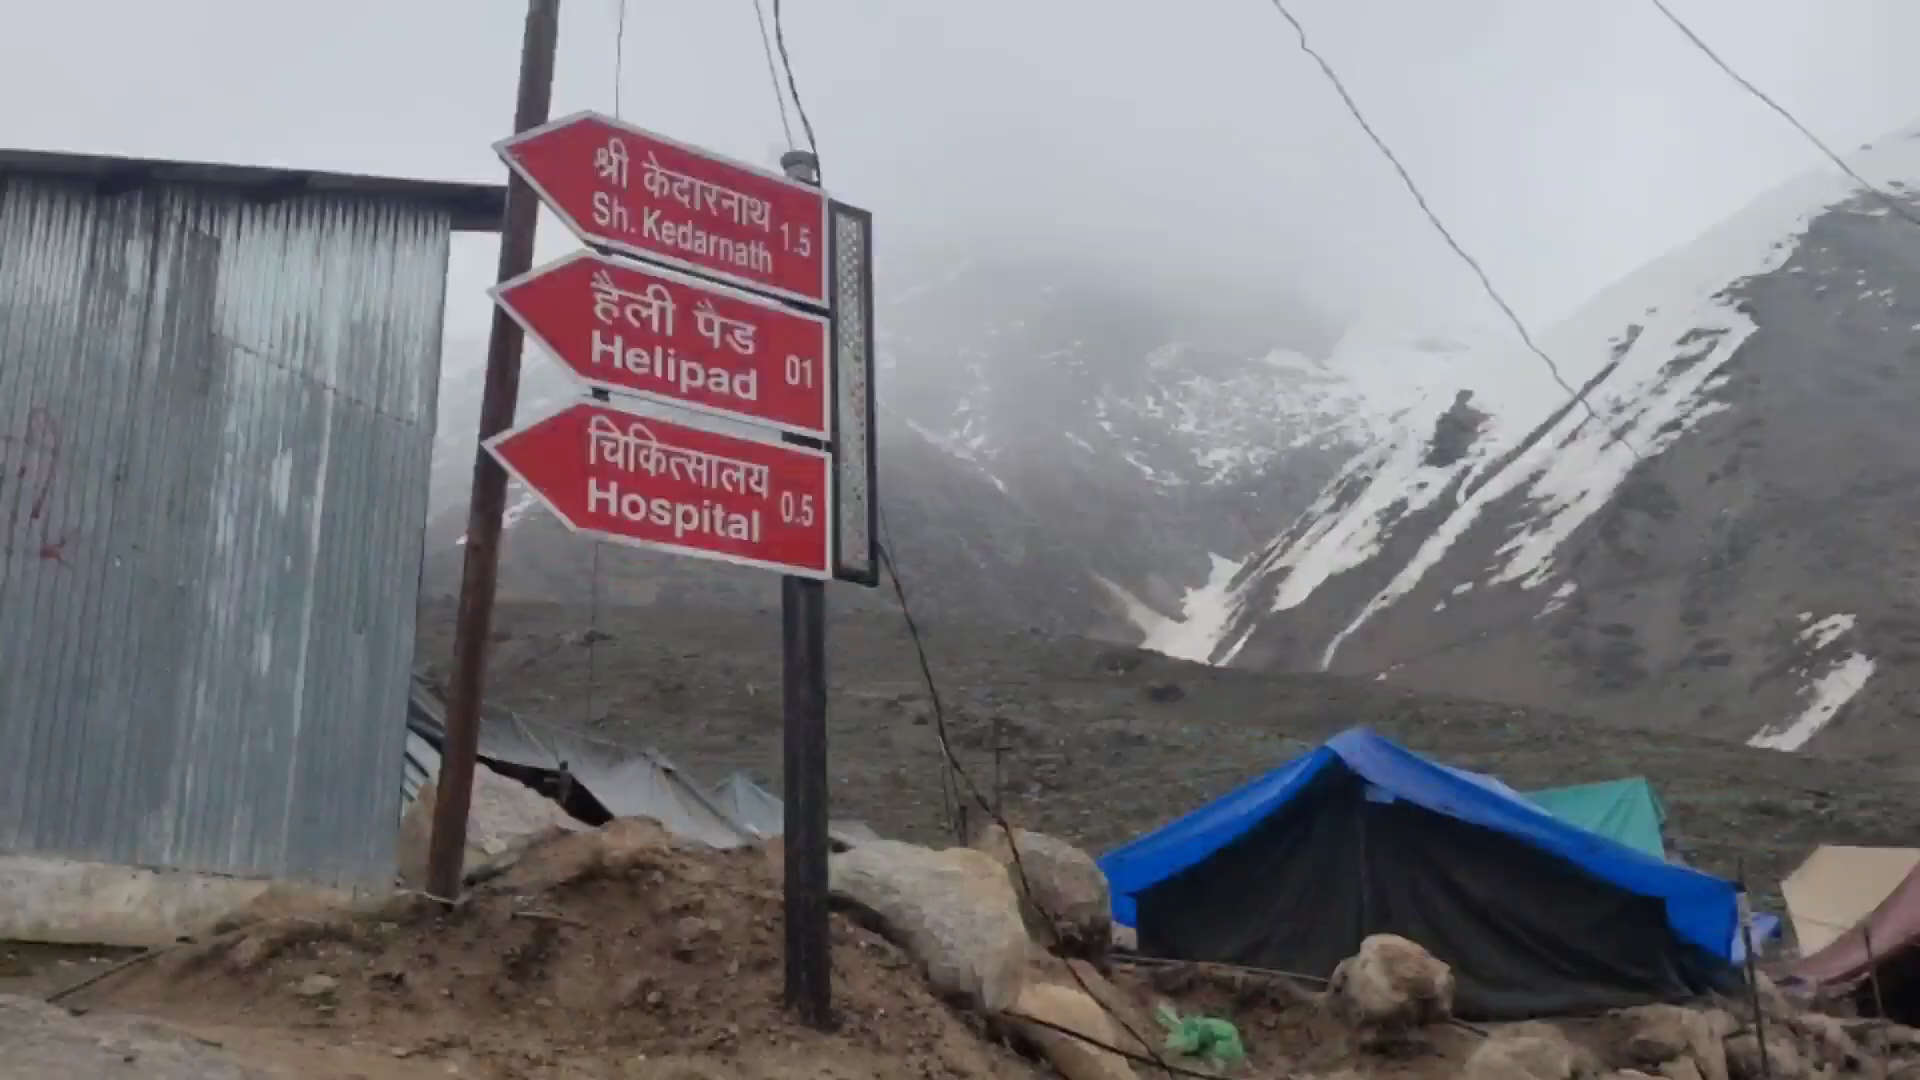 श्री केदारनाथ
Sh. Kedarnath 1.5
हैली पैड
Helipad 01
चिकित्सालय
Hospital 0.5